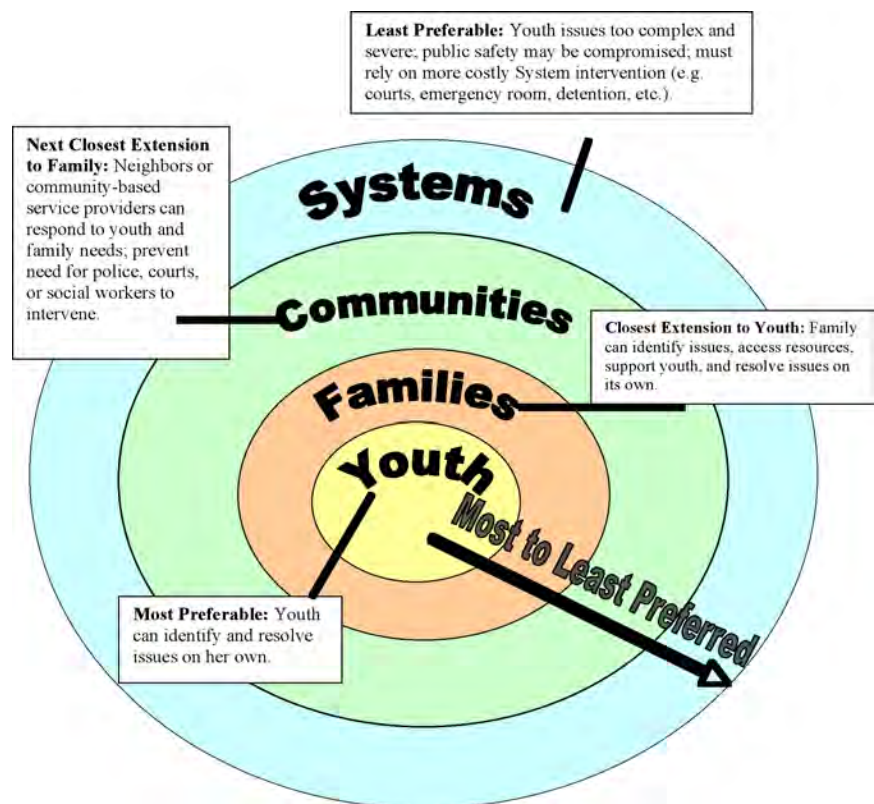 Least Preferable: Youth issues too complex and
severe; public safety may be compromised; must
rely on more costly System intervention (e.g.
courts, emergency room, detention, etc.).
Next Closest Extension
to Family: Neighbors or
community-based
service providers can
respond to youth and
family needs; prevent
need for police, courts,
or social workers to
intervene.
Systems
Communities
Closest Extension to Youth: Family
can identify issues, access resources,
support youth, and resolve issues on
its own.
Families
Youth
Most to Least Preferred
Most Preferable: Youth
can identify and resolve
issues on her own.